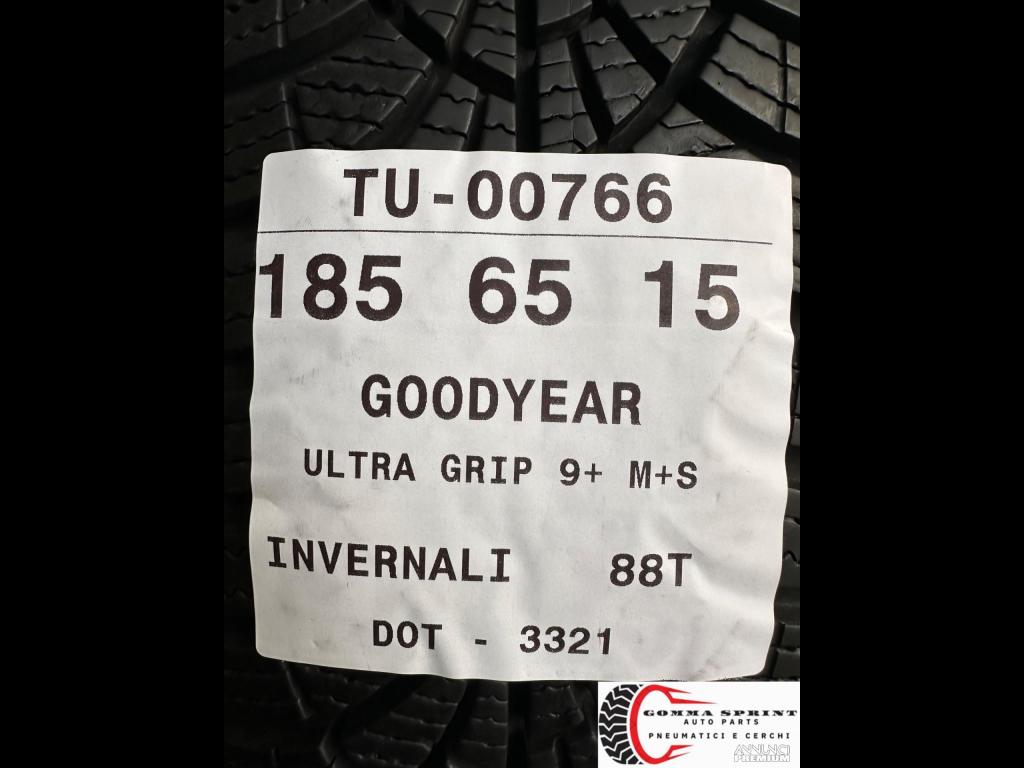 TU-00766
185 65 15
GOODYEAR
ULTRA GRIP 9+ M+S
INVERNALI 88T
DOT - 3321
GOMMA SPRINT
AUTO PARTS
PNEUMATICI E CERCHI
ANNUNCI
PREMIUM